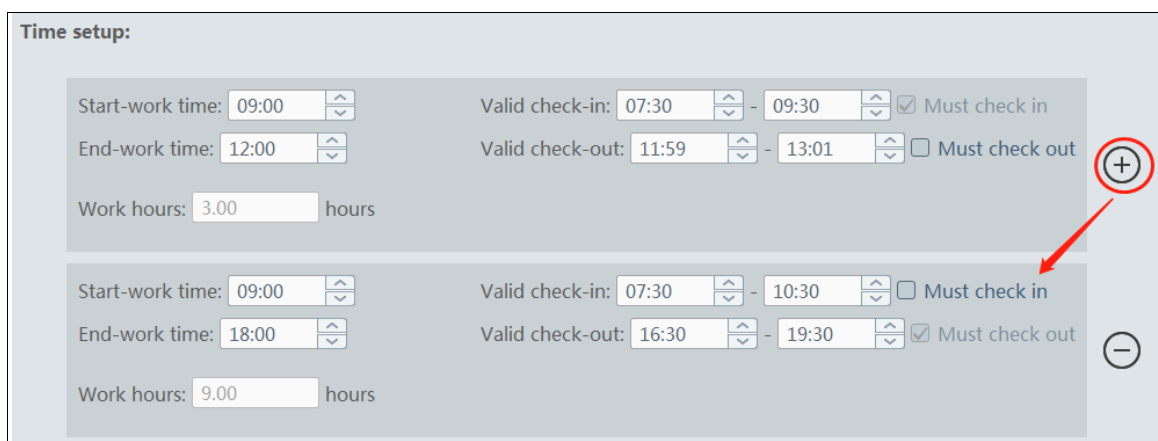 Time setup:
Start-work time: 09:00 Valid check-in: 07:30 - 09:30 Must check in
End-work time: 12:00 Valid check-out: 11:59 - 13:01 Must check out
Work hours: 3.00 hours
Start-work time: 09:00 Valid check-in: 07:30 - 10:30 Must check in
End-work time: 18:00 Valid check-out: 16:30 - 19:30 Must check out
Work hours: 9.00 hours